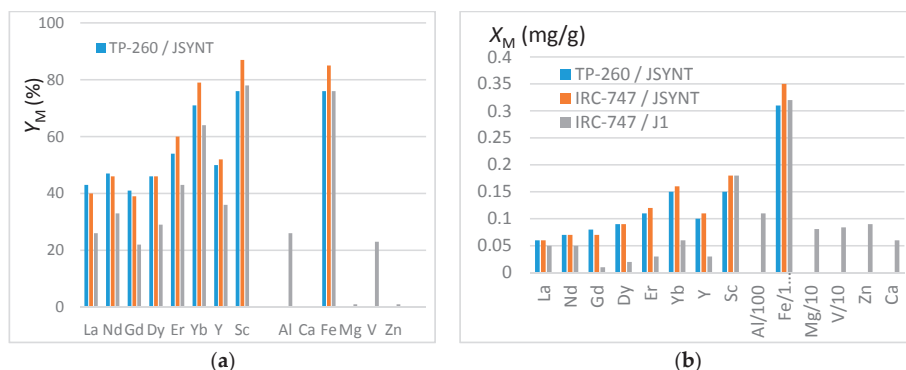 100
80
60
40
20
0
Y_M (%)
TP-260 / JSYNT
La Nd Gd Dy Er Yb Y Sc Al Ca Fe Mg V Zn
(a)
X_M (mg/g)
0.4
0.35
0.3
0.25
0.2
0.15
0.1
0.05
0
TP-260 / JSYNT
IRC-747 / JSYNT
IRC-747 / J1
La
Nd
Gd
Dy
Er
Yb
Y
Sc
Al/100
Fe/1…
Mg/10
V/10
Zn
Ca
(b)